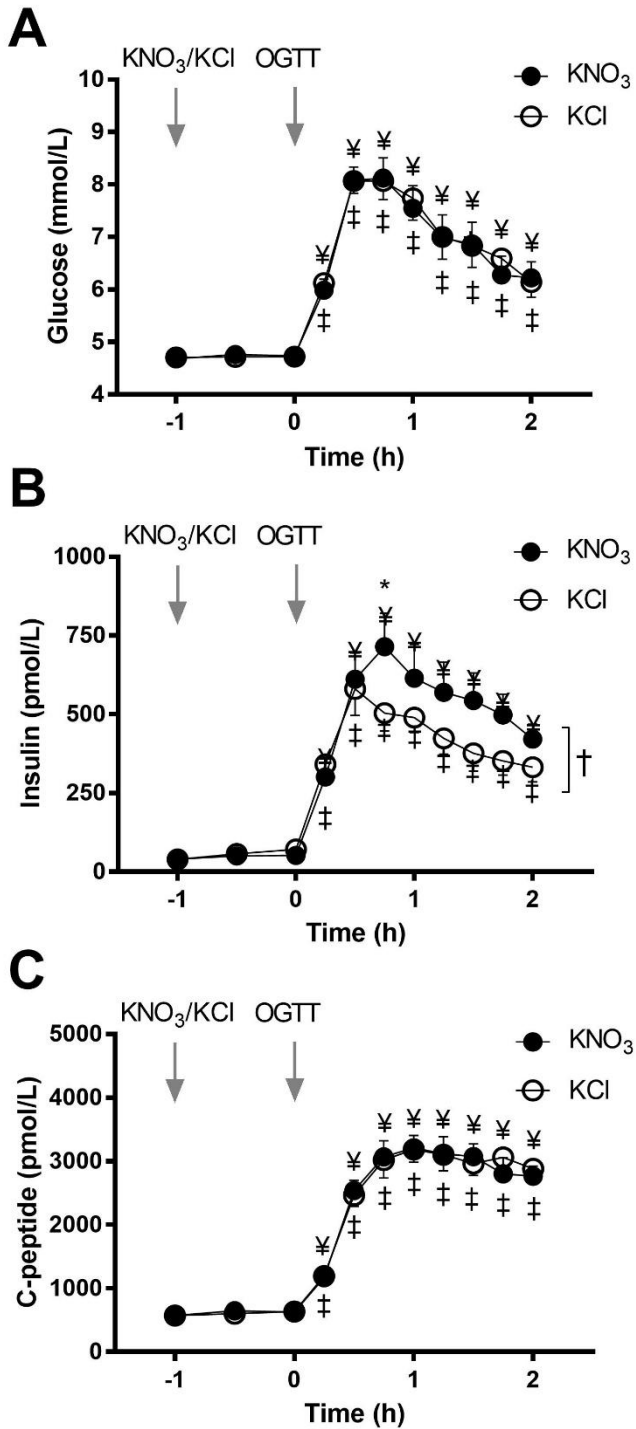 A
KNO₃/KCl OGTT
KNO₃
KCl
Glucose (mmol/L)
10
9
8
7
6
5
4
¥ ¥ ¥ ¥ ¥ ¥ ¥ ¥
‡ ‡ ‡ ‡ ‡ ‡ ‡ ‡
-1 0 1 2
Time (h)
B
KNO₃/KCl OGTT
KNO₃
KCl
Insulin (pmol/L)
1000
750
500
250
0
*
¥ ¥ ¥ ¥ ¥ ¥ ¥ ¥
‡ ‡ ‡ ‡ ‡ ‡ ‡ ‡
†
-1 0 1 2
Time (h)
C
KNO₃/KCl OGTT
KNO₃
KCl
C-peptide (pmol/L)
5000
4000
3000
2000
1000
0
¥ ¥ ¥ ¥ ¥ ¥ ¥ ¥
‡ ‡ ‡ ‡ ‡ ‡ ‡ ‡
-1 0 1 2
Time (h)